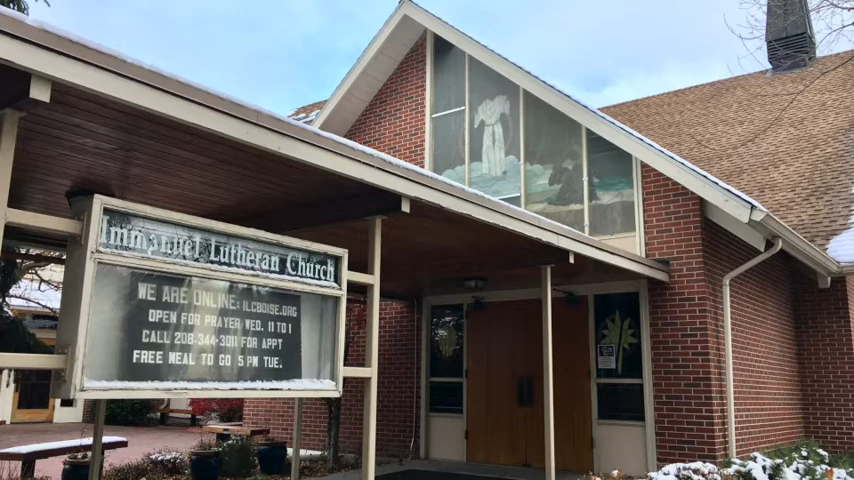 Immanuel Lutheran Church
WE ARE ONLINE: ILCBOISE.ORG
OPEN FOR PRAYER WED. 11 TO 1
CALL 208-344-3011 FOR APPT
FREE MEAL TO GO 5 PM TUE.